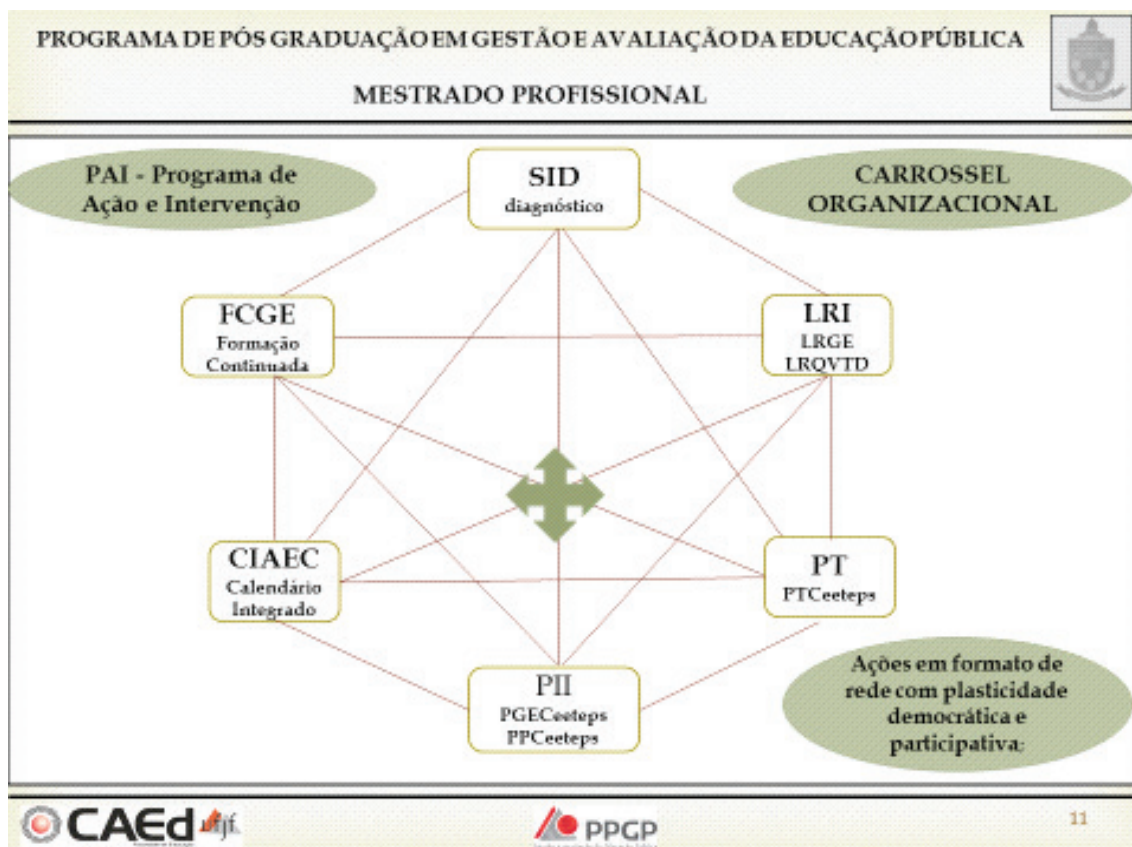 PROGRAMA DE PÓS GRADUAÇÃO EM GESTÃO E AVALIAÇÃO DA EDUCAÇÃO PÚBLICA
MESTRADO PROFISSIONAL
PAI - Programa de
Ação e Intervenção
SID
diagnóstico
CARROSSEL
ORGANIZACIONAL
FCGE
Formação
Continuada
LRI
LRGE
LRQVTD
CIAEC
Calendário
Integrado
PT
PTCeeteps
PII
PGECeeteps
PPCeeteps
Ações em formato de
rede com plasticidade
democrática e
participativa;
CAEd ufjf
PPGP
11